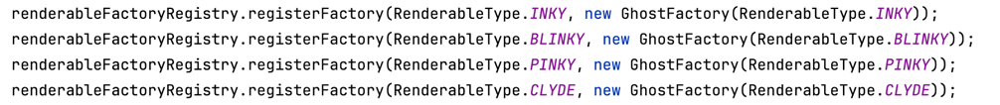 renderableFactoryRegistry.registerFactory(RenderableType.INKY, new GhostFactory(RenderableType.INKY));
renderableFactoryRegistry.registerFactory(RenderableType.BLINKY, new GhostFactory(RenderableType.BLINKY));
renderableFactoryRegistry.registerFactory(RenderableType.PINKY, new GhostFactory(RenderableType.PINKY));
renderableFactoryRegistry.registerFactory(RenderableType.CLYDE, new GhostFactory(RenderableType.CLYDE));